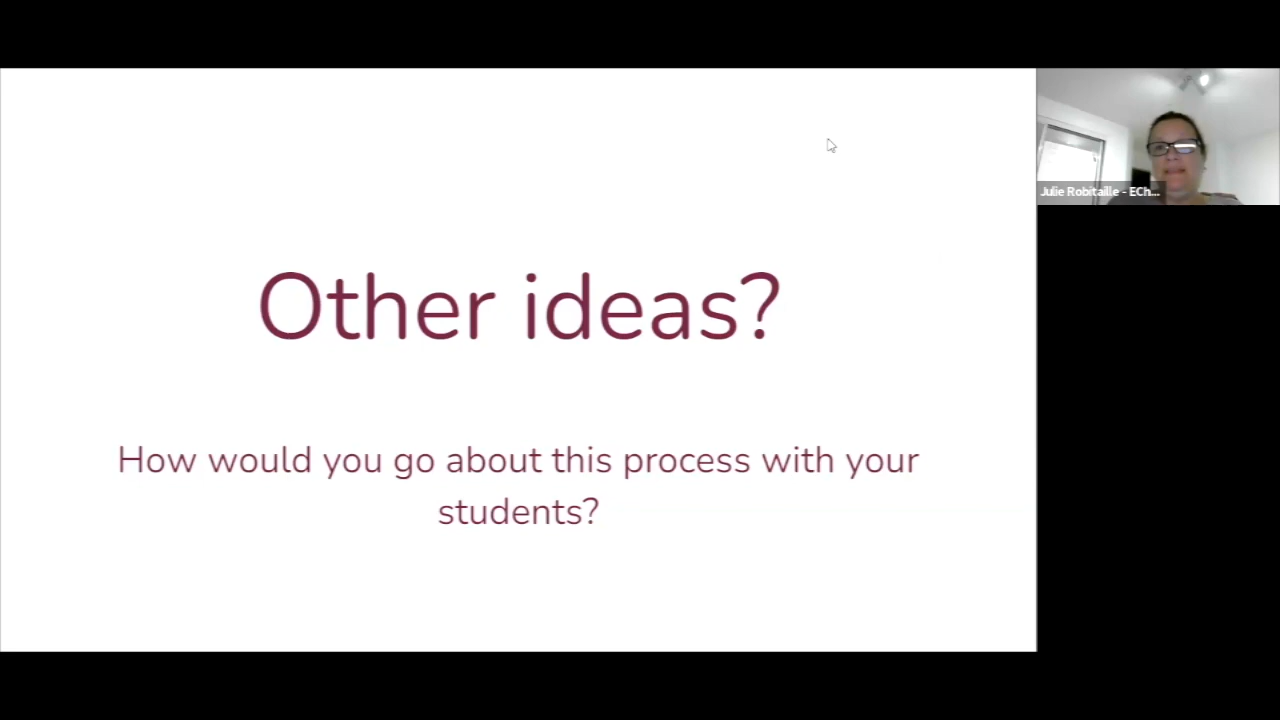 Other ideas?
How would you go about this process with your
students?
Julie Robitaille - ECh...